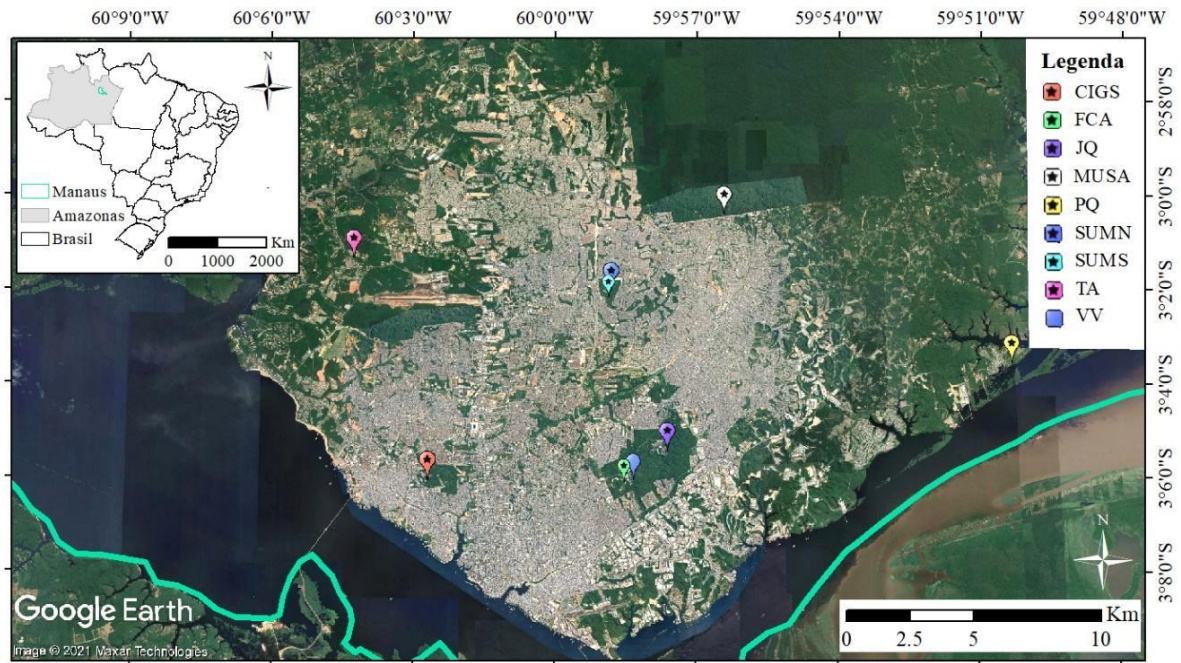 60°9'0"W 60°6'0"W 60°3'0"W 60°0'0"W 59°57'0"W 59°54'0"W 59°51'0"W 59°48'0"W
N
Manaus
Amazonas
Brasil
Km
0 1000 2000
Legenda
CIGS
FCA
JQ
MUSA
PQ
SUMN
SUMS
TA
VV
2°58'0"S
3°0'0"S
3°2'0"S
3°4'0"S
3°6'0"S
3°8'0"S
N
Km
0 2.5 5 10
Google Earth
Image © 2021 Maxar Technologies